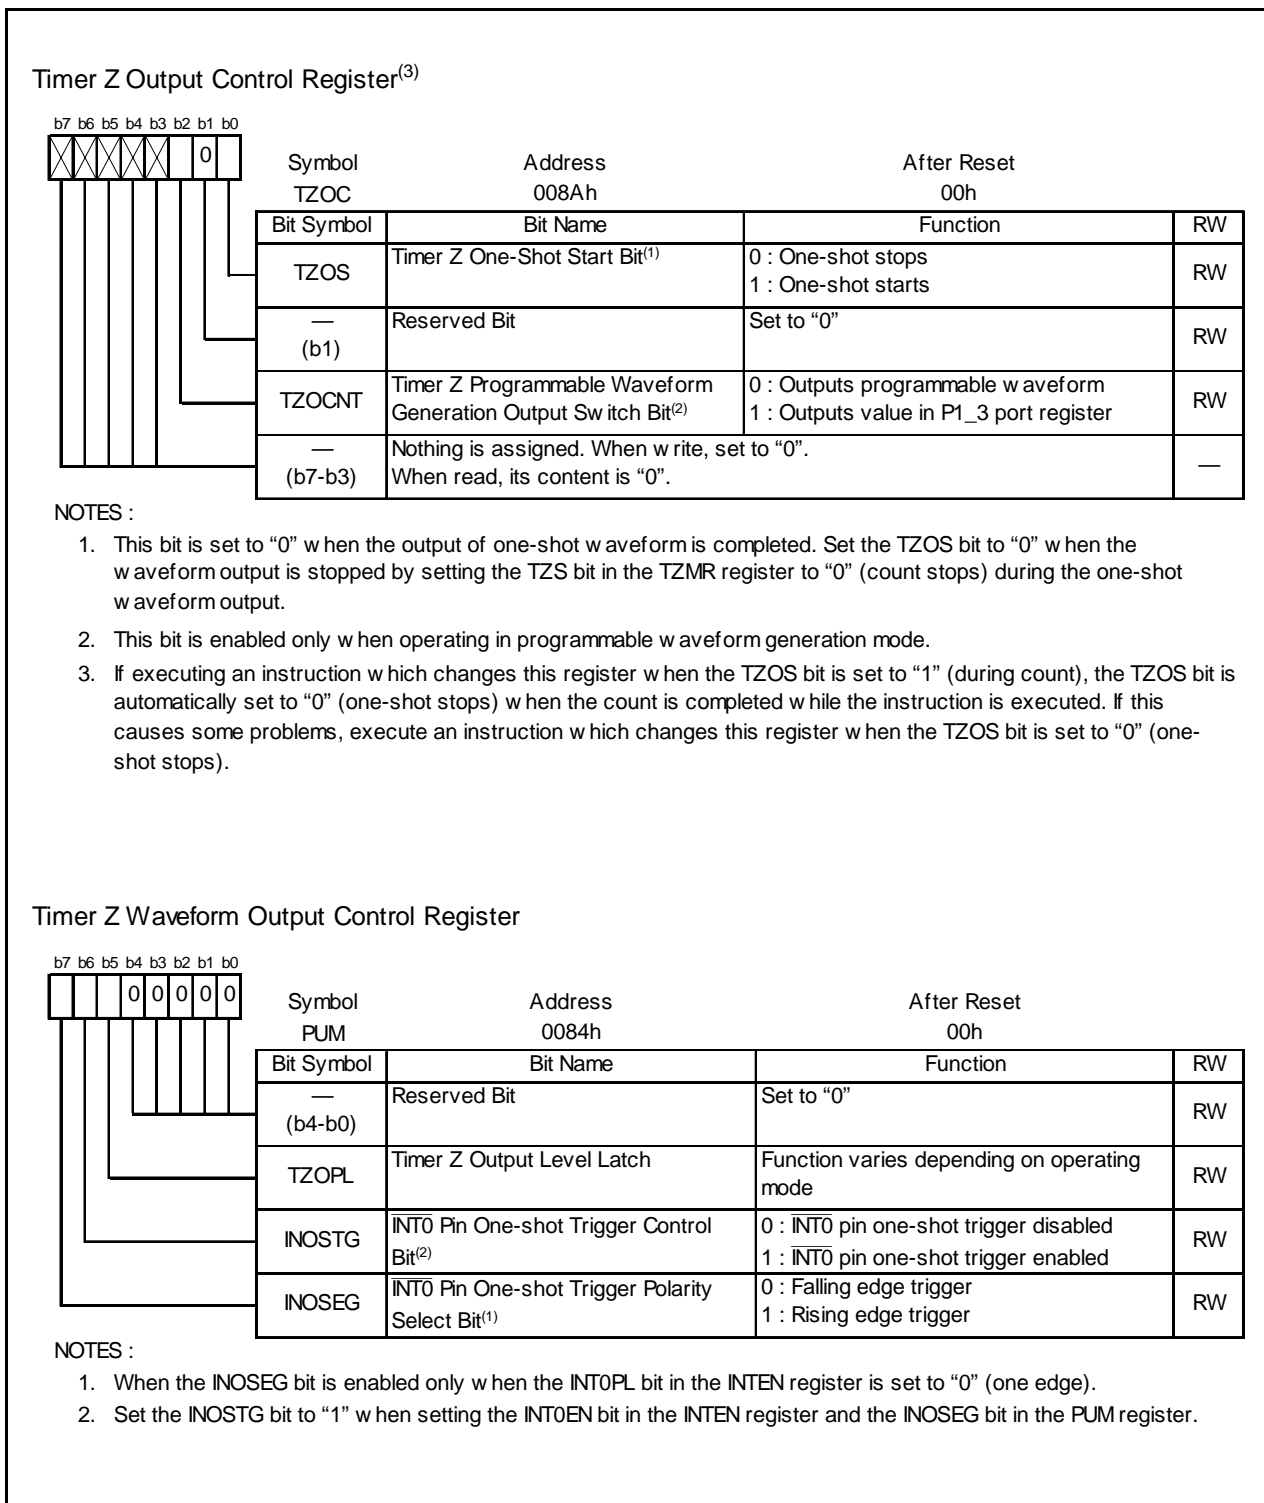 Timer Z Output Control Register(3)
b7 b6 b5 b4 b3 b2 b1 b0
0
Symbol Address After Reset
TZOC 008Ah 00h
Bit Symbol Bit Name Function RW
TZOS Timer Z One-Shot Start Bit(1) 0 : One-shot stops
1 : One-shot starts RW
— Reserved Bit Set to “0”
(b1) RW
TZOCNT Timer Z Programmable Waveform 0 : Outputs programmable waveform
Generation Output Switch Bit(2) 1 : Outputs value in P1_3 port register RW
— Nothing is assigned. When write, set to “0”.
(b7-b3) When read, its content is “0”. —
NOTES :
1. This bit is set to “0” when the output of one-shot waveform is completed. Set the TZOS bit to “0” when the
waveform output is stopped by setting the TZS bit in the TZMR register to “0” (count stops) during the one-shot
waveform output.
2. This bit is enabled only when operating in programmable waveform generation mode.
3. If executing an instruction which changes this register when the TZOS bit is set to “1” (during count), the TZOS bit is
automatically set to “0” (one-shot stops) when the count is completed while the instruction is executed. If this
causes some problems, execute an instruction which changes this register when the TZOS bit is set to “0” (one-
shot stops).
Timer Z Waveform Output Control Register
b7 b6 b5 b4 b3 b2 b1 b0
0 0 0 0 0
Symbol Address After Reset
PUM 0084h 00h
Bit Symbol Bit Name Function RW
— Reserved Bit Set to “0”
(b4-b0) RW
TZOPL Timer Z Output Level Latch Function varies depending on operating
mode RW
INOSTG INT0 Pin One-shot Trigger Control 0 : INT0 pin one-shot trigger disabled
Bit(2) 1 : INT0 pin one-shot trigger enabled RW
INOSEG INT0 Pin One-shot Trigger Polarity 0 : Falling edge trigger
Select Bit(1) 1 : Rising edge trigger RW
NOTES :
1. When the INOSEG bit is enabled only when the INT0PL bit in the INTEN register is set to “0” (one edge).
2. Set the INOSTG bit to “1” when setting the INT0EN bit in the INTEN register and the INOSEG bit in the PUM register.